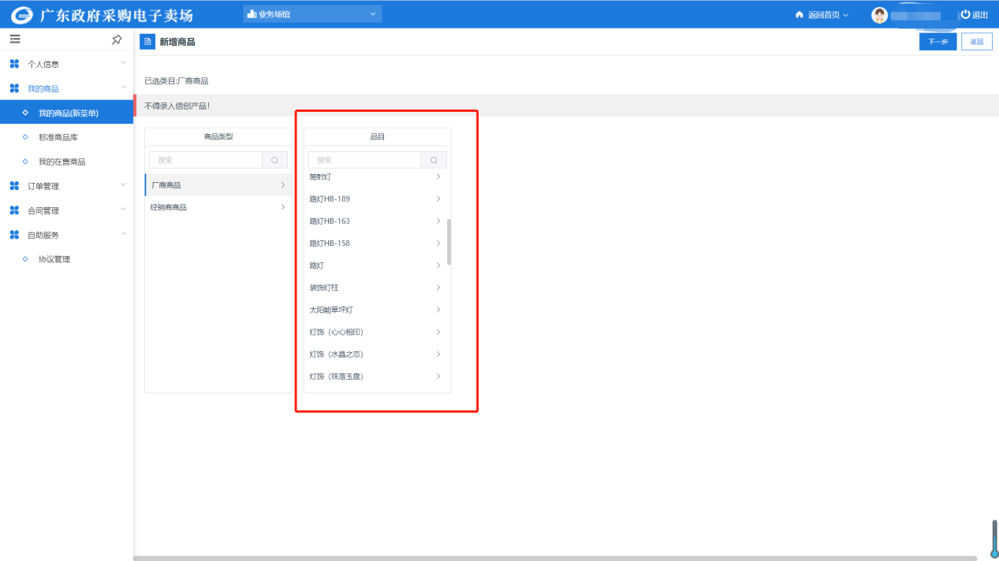 广东政府采购电子卖场
业务场馆
返回首页
退出
个人信息
我的商品
我的商品(新菜单)
标准商品库
我的在售商品
订单管理
合同管理
自助服务
协议管理
新增商品
下一步
返回
已选类目:厂商商品
不得录入信创产品!
商品类型
搜索
厂商商品
经销商商品
品目
搜索
筒射灯
路灯HB-189
路灯HB-163
路灯HB-158
路灯
装饰灯柱
太阳能草坪灯
灯饰（心心相印）
灯饰（水晶之恋）
灯饰（珠落玉盘）